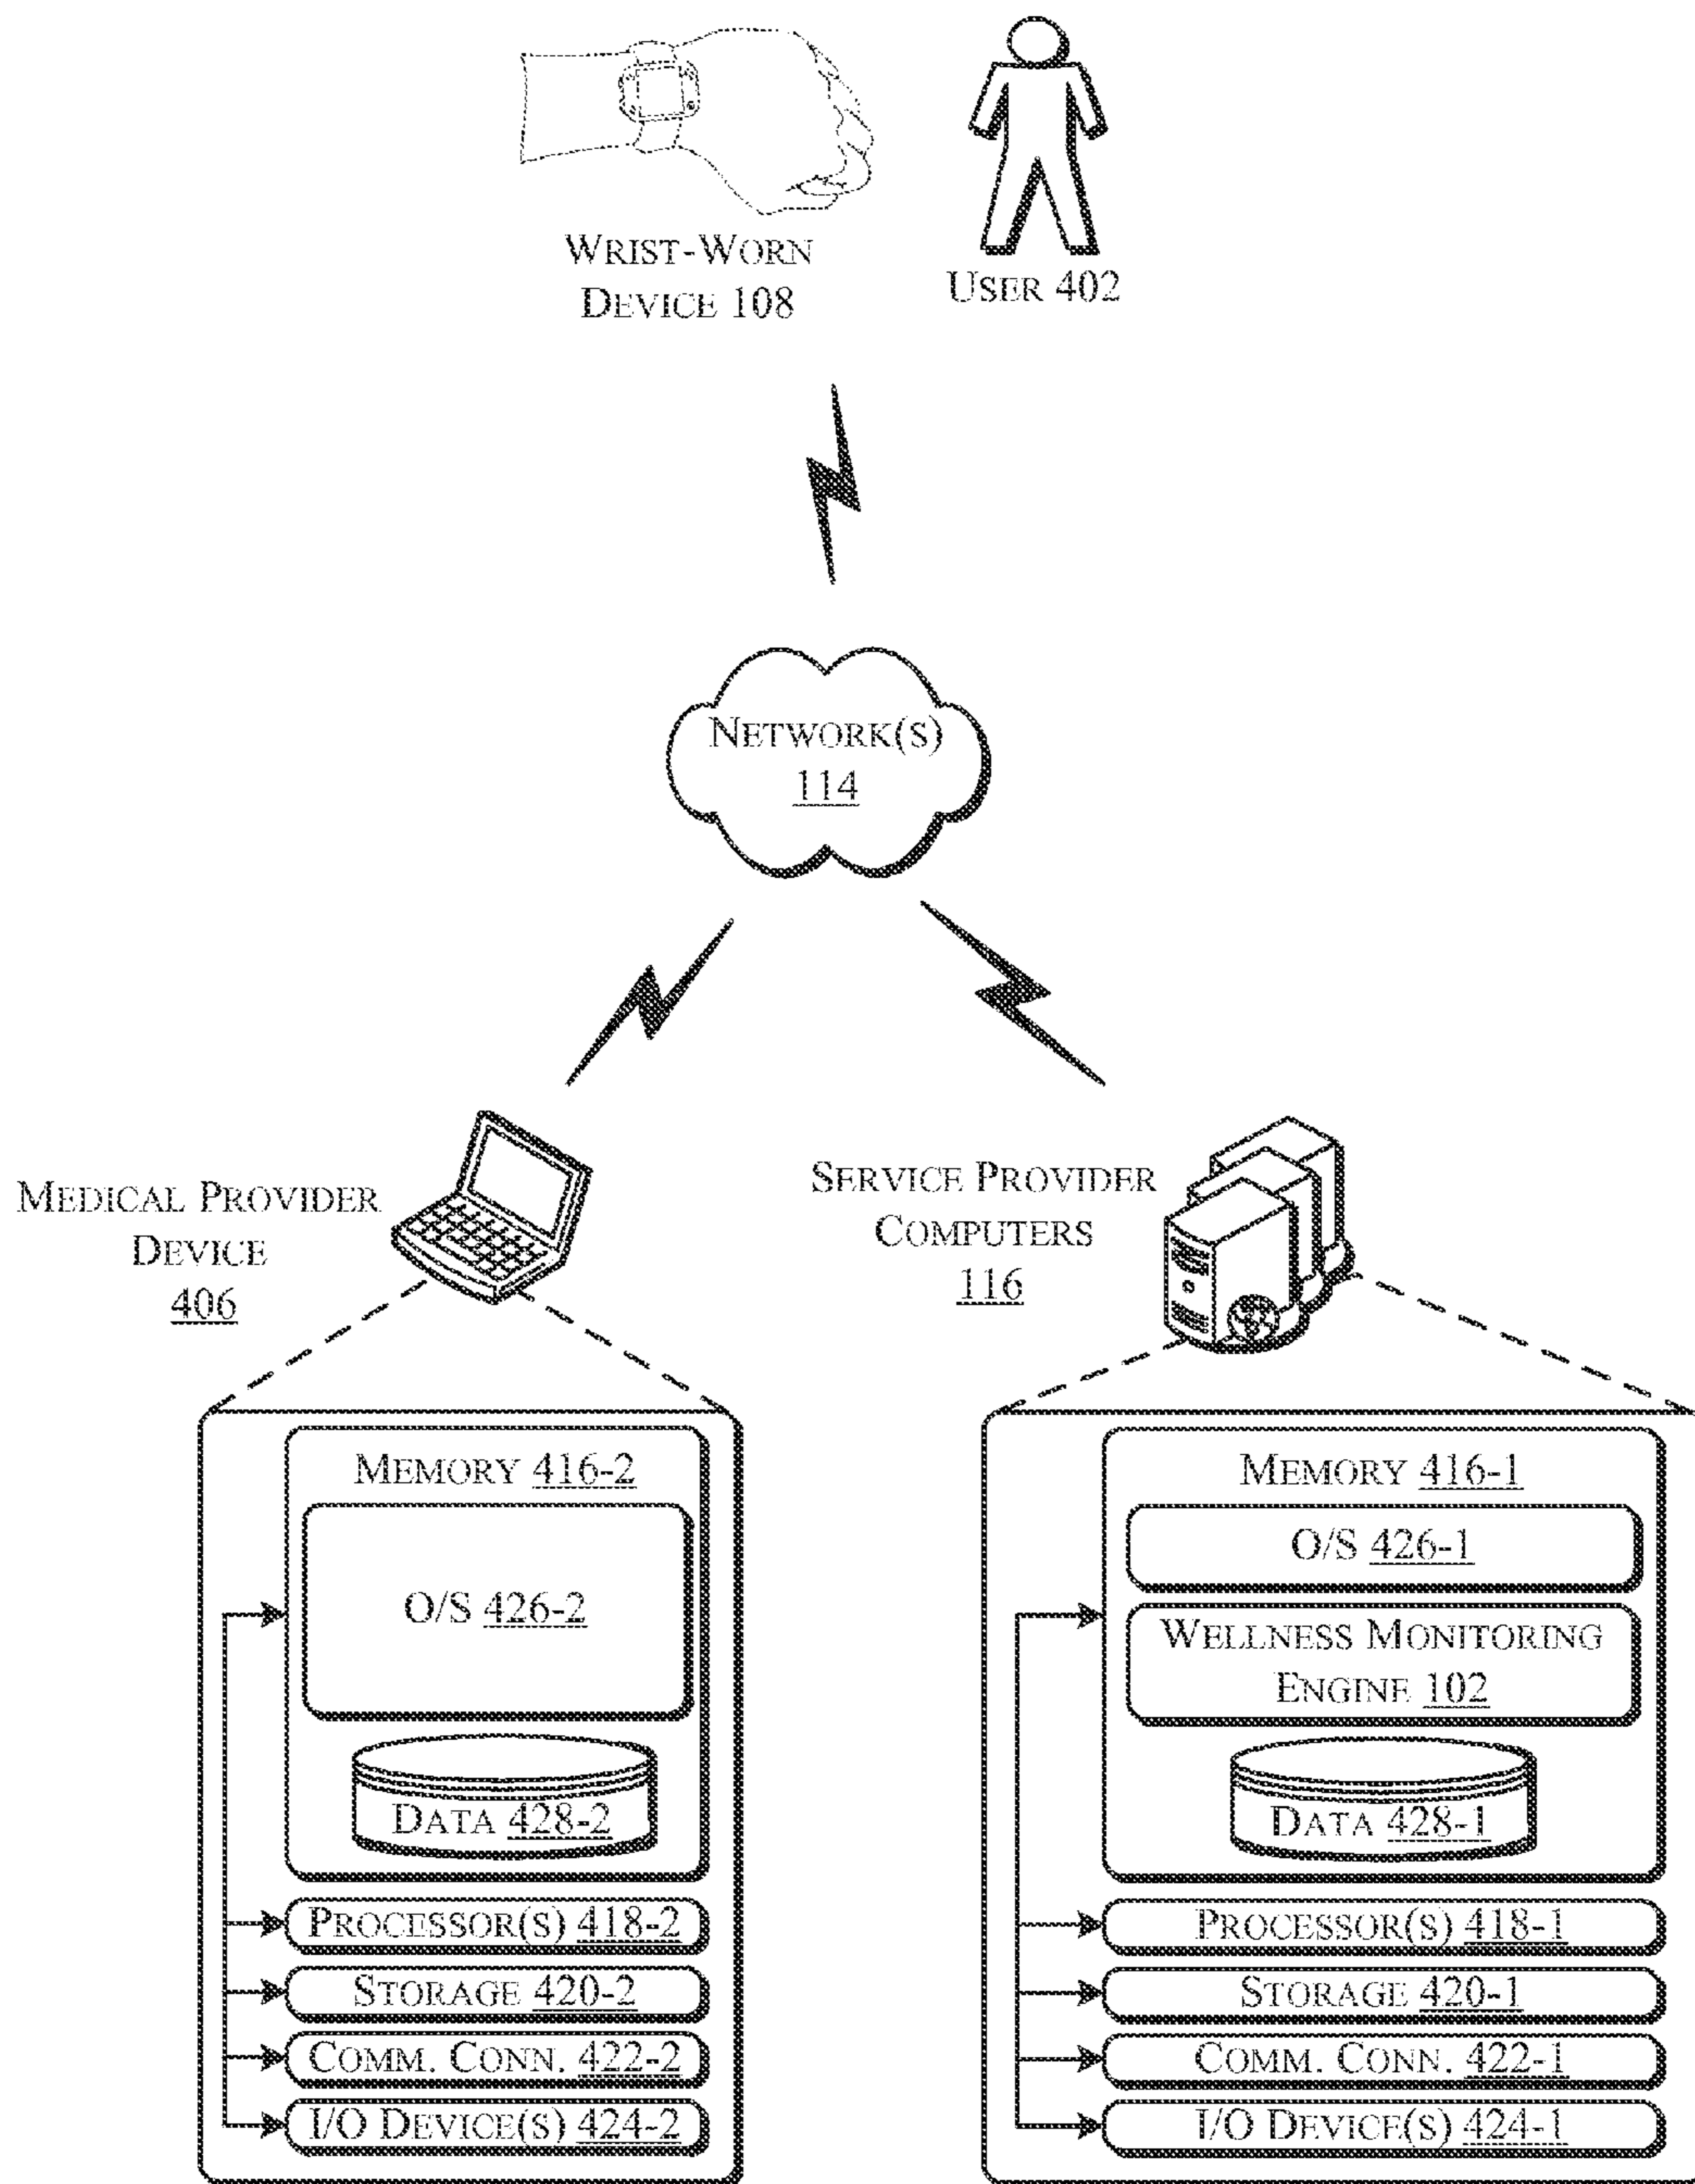 WRIST-WORN
DEVICE 108
USER 402
NETWORK(S)
114
MEDICAL PROVIDER
DEVICE
406
SERVICE PROVIDER
COMPUTERS
116
MEMORY 416-2
O/S 426-2
DATA 428-2
PROCESSOR(S) 418-2
STORAGE 420-2
COMM. CONN. 422-2
I/O DEVICE(S) 424-2
MEMORY 416-1
O/S 426-1
WELLNESS MONITORING
ENGINE 102
DATA 428-1
PROCESSOR(S) 418-1
STORAGE 420-1
COMM. CONN. 422-1
I/O DEVICE(S) 424-1